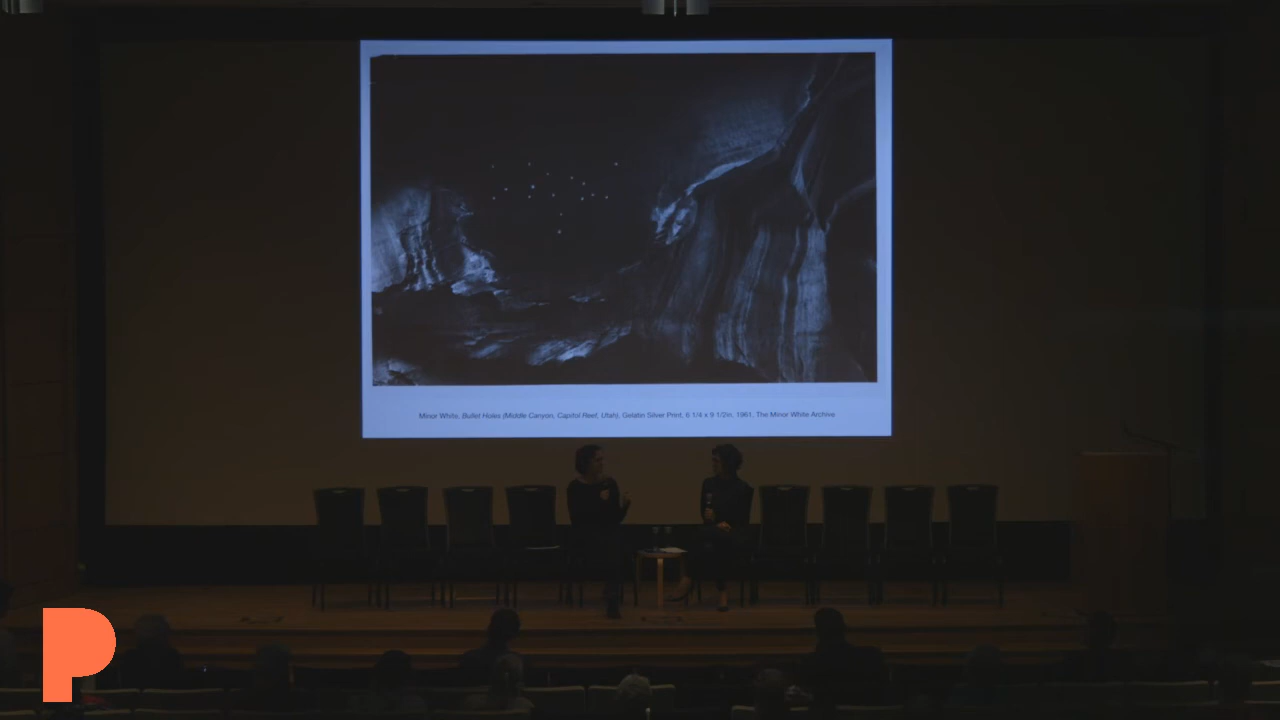 Minor White, Bullet Holes (Middle Canyon, Capitol Reef, Utah), Gelatin Silver Print, 6 1/4 x 9 1/2in, 1961, The Minor White Archive
P